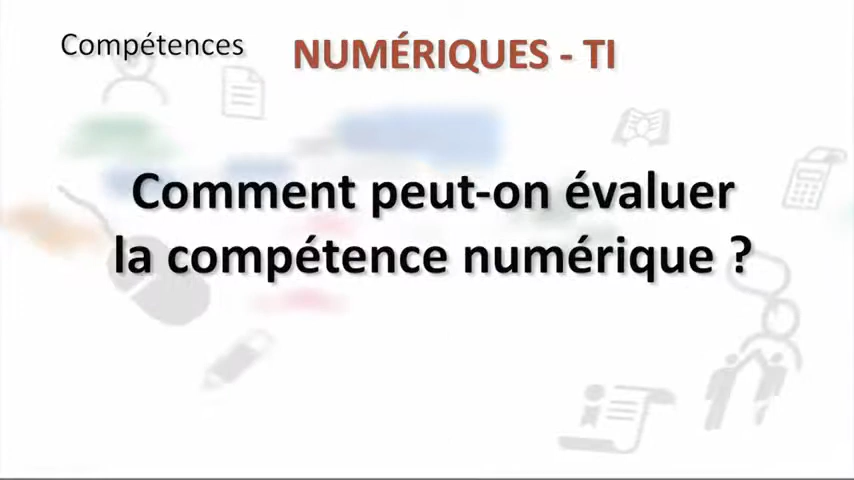 Compétences NUMÉRIQUES - TI
Comment peut-on évaluer
la compétence numérique ?